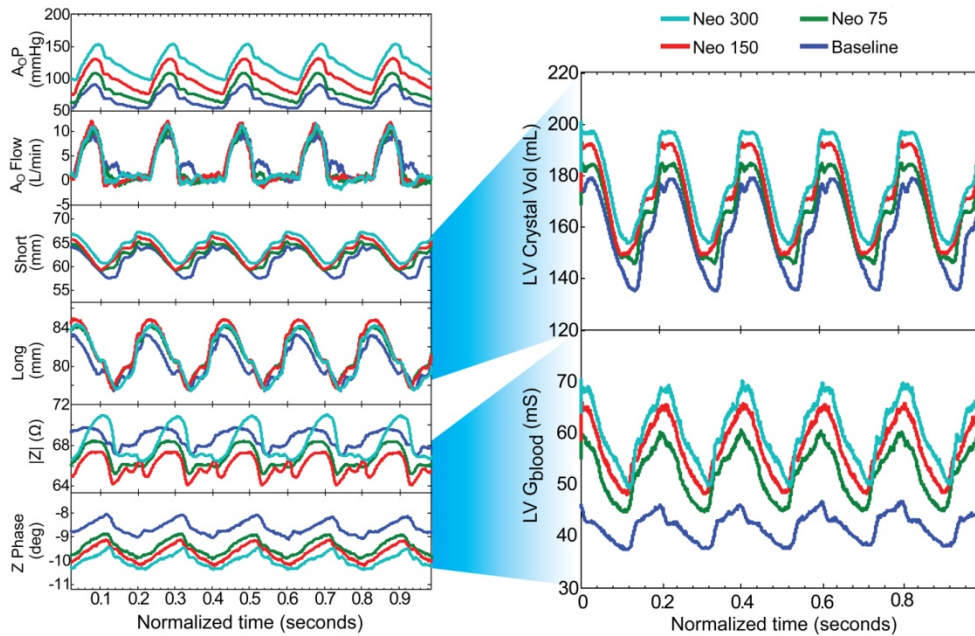 Neo 300
Neo 75
Neo 150
Baseline
AOP
(mmHg)
200
150
100
50
AO Flow
(L/min)
10
5
0
-5
Short
(mm)
70
65
60
55
Long
(mm)
84
80
|Z| (Ω)
72
68
64
Z Phase
(deg)
-8
-9
-10
-11
0.1 0.2 0.3 0.4 0.5 0.6 0.7 0.8 0.9
Normalized time (seconds)
LV Crystal Vol (mL)
220
200
180
160
140
120
LV Gblood (mS)
70
60
50
40
30
0 0.2 0.4 0.6 0.8
Normalized time (seconds)